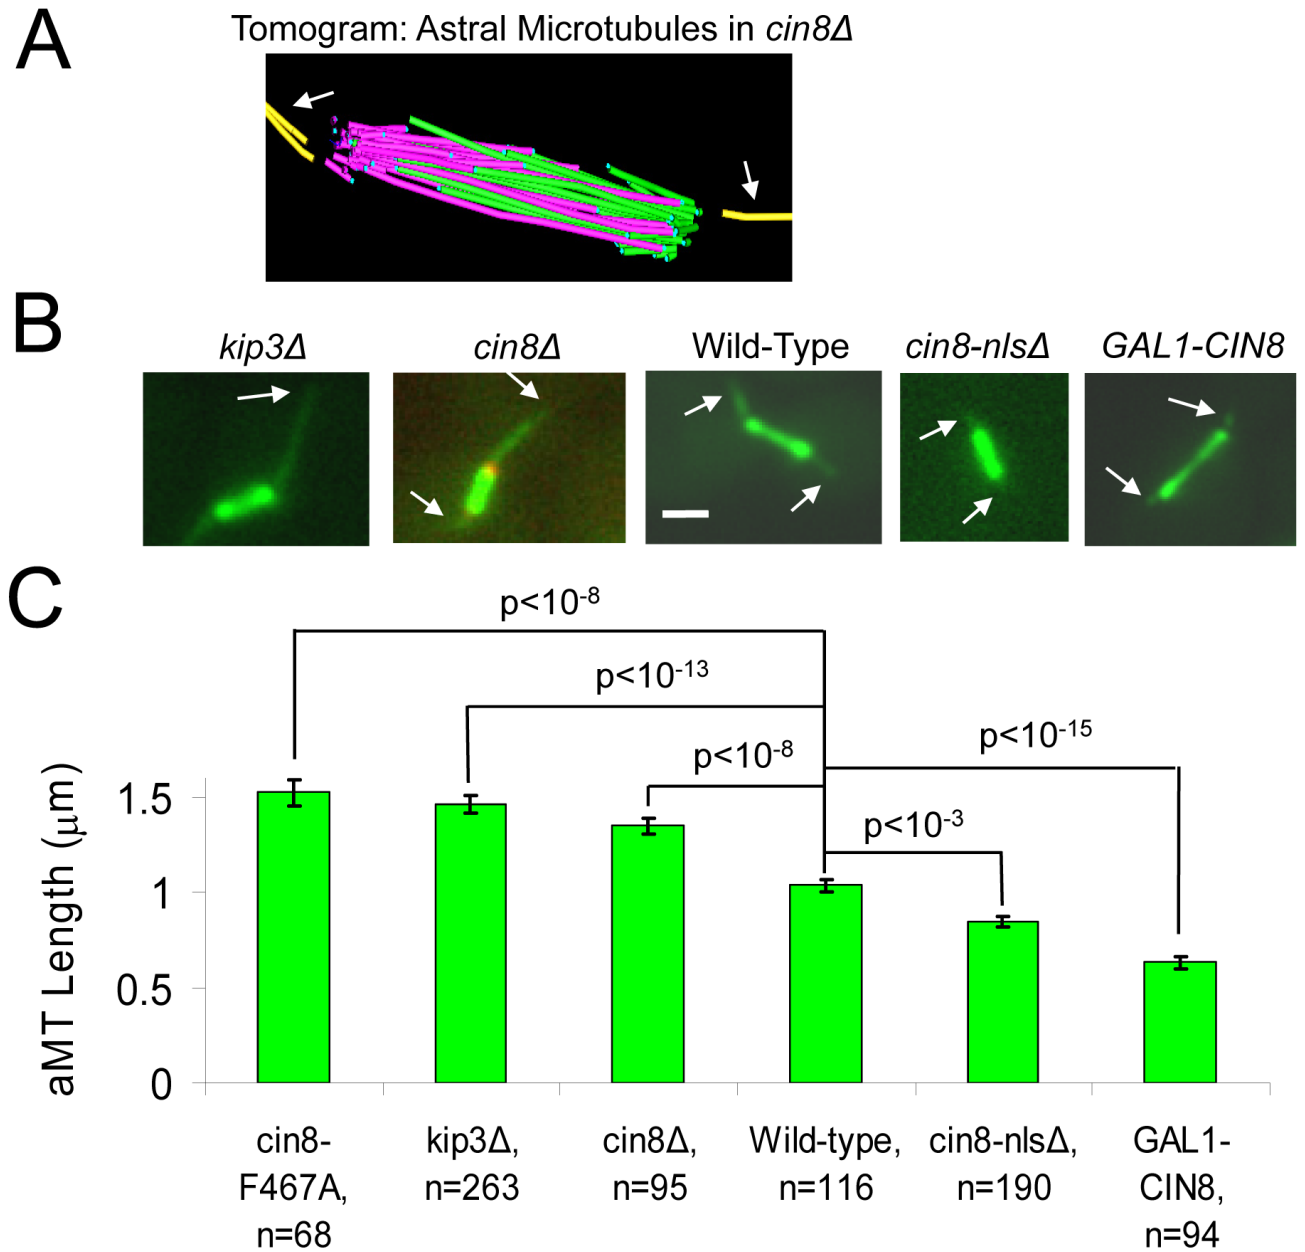 A
Tomogram: Astral Microtubules in cin8Δ
B
kip3Δ
cin8Δ
Wild-Type
cin8-nlsΔ
GAL1-CIN8
C
p<10-8
p<10-13
p<10-15
p<10-8
p<10-3
aMT Length (μm)
1.5
1
0.5
0
cin8-
F467A,
n=68
kip3Δ,
n=263
cin8Δ,
n=95
Wild-type,
n=116
cin8-nlsΔ,
n=190
GAL1-
CIN8,
n=94